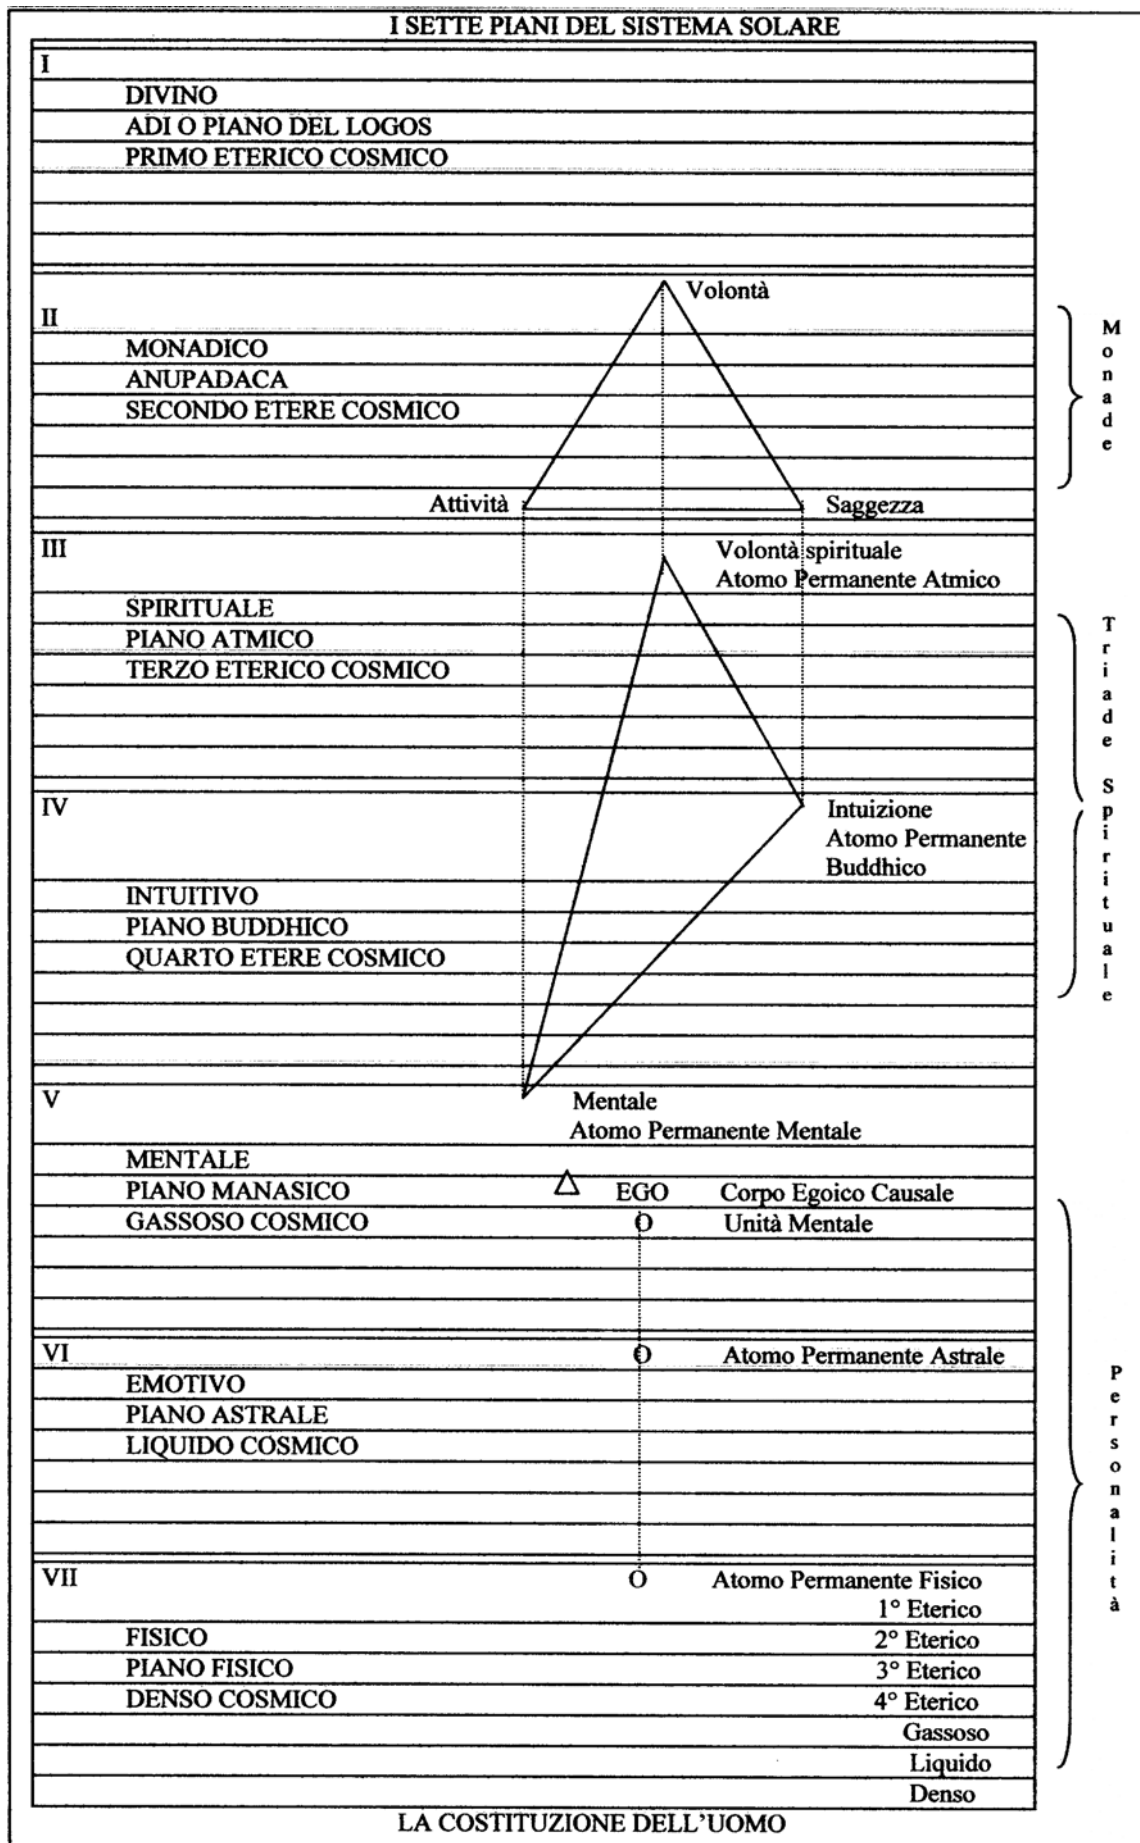 I SETTE PIANI DEL SISTEMA SOLARE
I
DIVINO
ADI O PIANO DEL LOGOS
PRIMO ETERICO COSMICO
Volontà
II
MONADICO
ANUPADACA
SECONDO ETERE COSMICO
Attività Saggezza
Monade
III
Volontà spirituale
Atomo Permanente Atmico
SPIRITUALE
PIANO ATMICO
TERZO ETERICO COSMICO
Triade Spirituale
IV
Intuizione
Atomo Permanente
Buddhico
INTUITIVO
PIANO BUDDHICO
QUARTO ETERE COSMICO
V
Mentale
Atomo Permanente Mentale
MENTALE
PIANO MANASICO EGO Corpo Egoico Causale
GASSOSO COSMICO O Unità Mentale
VI O Atomo Permanente Astrale
EMOTIVO
PIANO ASTRALE
LIQUIDO COSMICO
Personalità
VII O Atomo Permanente Fisico
1° Eterico
FISICO 2° Eterico
PIANO FISICO 3° Eterico
DENSO COSMICO 4° Eterico
Gassoso
Liquido
Denso
LA COSTITUZIONE DELL'UOMO